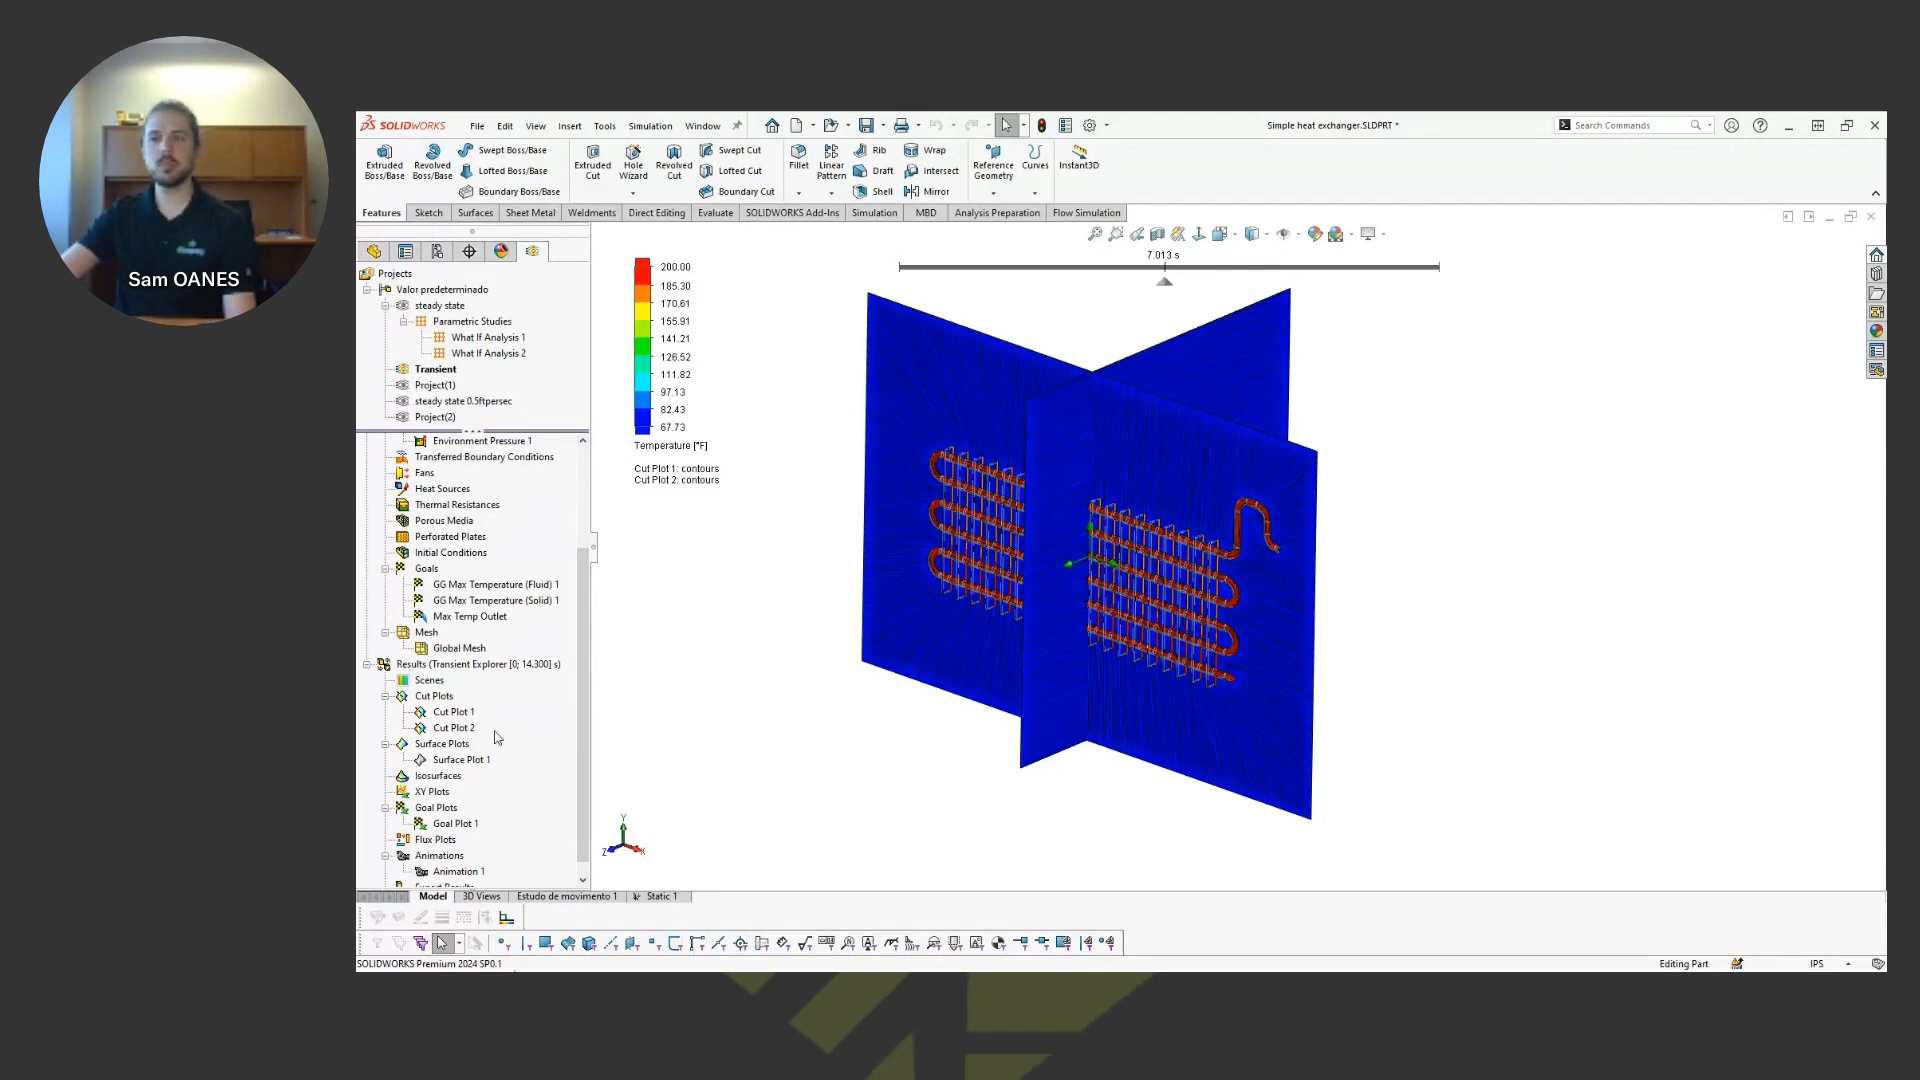 Sam OANES
SOLIDWORKS
File Edit View Insert Tools Simulation Window
Simple heat exchanger.SLDPRT *
Search Commands
Extruded Boss/Base
Revolved Boss/Base
Swept Boss/Base
Lofted Boss/Base
Boundary Boss/Base
Extruded Cut
Hole Wizard
Revolved Cut
Swept Cut
Lofted Cut
Boundary Cut
Fillet
Linear Pattern
Rib
Draft
Shell
Wrap
Intersect
Mirror
Reference Geometry
Curves
Instant3D
Features Sketch Surfaces Sheet Metal Weldments Direct Editing Evaluate SOLIDWORKS Add-Ins Simulation MBD Analysis Preparation Flow Simulation
Projects
Valor predeterminado
steady state
Parametric Studies
What If Analysis 1
What If Analysis 2
Transient
Project(1)
steady state 0.5ftpersec
Project(2)
Environment Pressure 1
Transferred Boundary Conditions
Fans
Heat Sources
Thermal Resistances
Porous Media
Perforated Plates
Initial Conditions
Goals
GG Max Temperature (Fluid) 1
GG Max Temperature (Solid) 1
Max Temp Outlet
Mesh
Global Mesh
Results (Transient Explorer [0; 14.300] s)
Scenes
Cut Plots
Cut Plot 1
Cut Plot 2
Surface Plots
Surface Plot 1
Isosurfaces
XY Plots
Goal Plots
Goal Plot 1
Flux Plots
Animations
Animation 1
7.013 s
200.00
185.30
170.61
155.91
141.21
126.52
111.82
97.13
82.43
67.73
Temperature [°F]
Cut Plot 1: contours
Cut Plot 2: contours
Y
Z X
Model 3D Views Estudo de movimento 1 Static 1
SOLIDWORKS Premium 2024 SP0.1
Editing Part
IPS